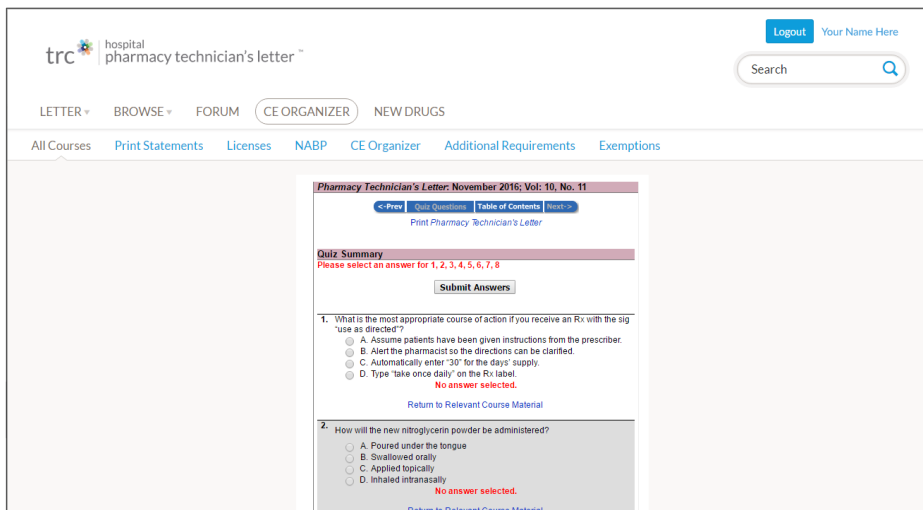 Logout Your Name Here
trc hospital
pharmacy technician's letter ™
Search
LETTER BROWSE FORUM CE ORGANIZER NEW DRUGS
All Courses Print Statements Licenses NABP CE Organizer Additional Requirements Exemptions
Pharmacy Technician's Letter: November 2016; Vol: 10, No. 11
<-Prev Quiz Questions Table of Contents Next->
Print Pharmacy Technician's Letter
Quiz Summary
Please select an answer for 1, 2, 3, 4, 5, 6, 7, 8
Submit Answers
1. What is the most appropriate course of action if you receive an Rx with the sig
"use as directed"?
A. Assume patients have been given instructions from the prescriber.
B. Alert the pharmacist so the directions can be clarified.
C. Automatically enter "30" for the days' supply.
D. Type "take once daily" on the Rx label.
No answer selected.
Return to Relevant Course Material
2. How will the new nitroglycerin powder be administered?
A. Poured under the tongue
B. Swallowed orally
C. Applied topically
D. Inhaled intranasally
No answer selected.
Return to Relevant Course Material